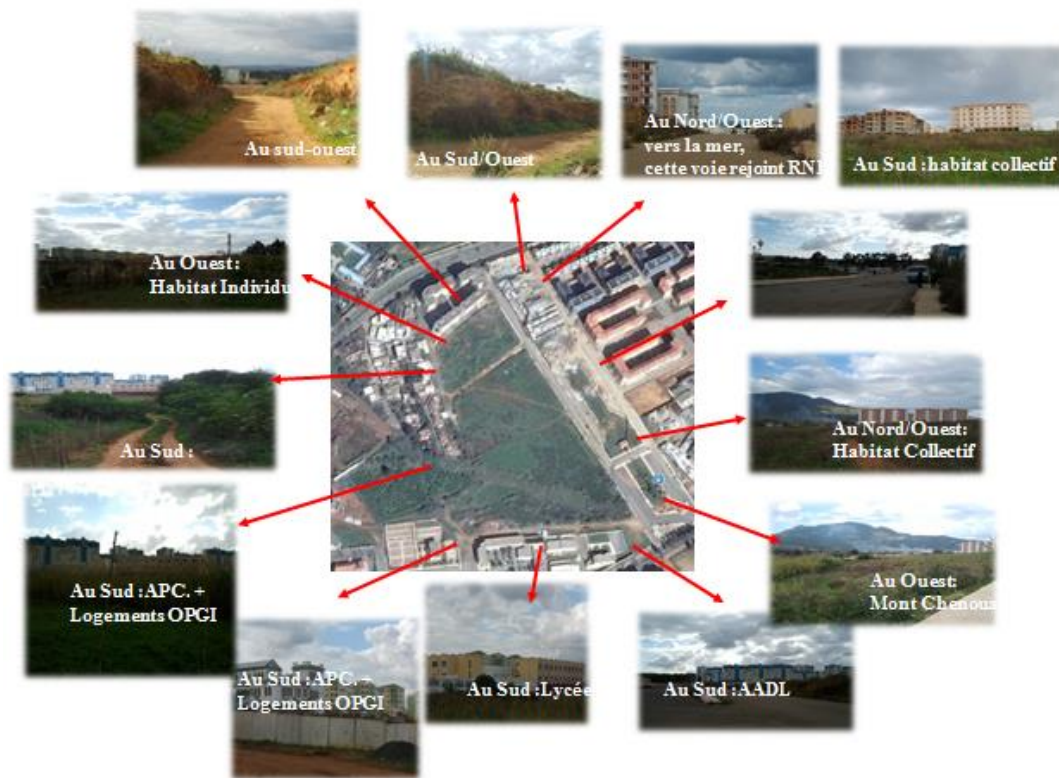 Au sud-ouest
Au Sud/Ouest
Au Nord/Ouest :
vers la mer,
cette voie rejoint RN1
Au Sud :habitat collectif
Au Ouest :
Habitat Individu
Au Sud :
Au Nord/Ouest:
Habitat Collectif
Au Sud :APC. +
Logements OPGI
Au Ouest:
Mont Chenoua
Au Sud :APC. +
Logements OPGI
Au Sud :Lycée
Au Sud :AADL